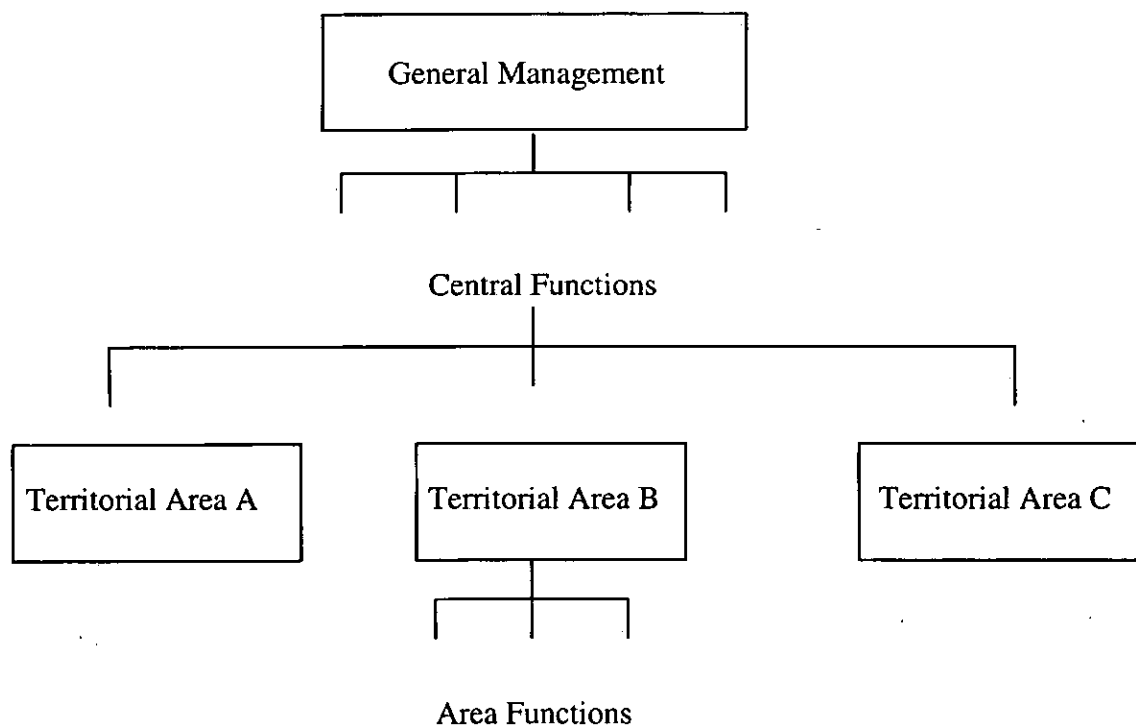 General Management
Central Functions
Territorial Area A
Territorial Area B
Territorial Area C
Area Functions